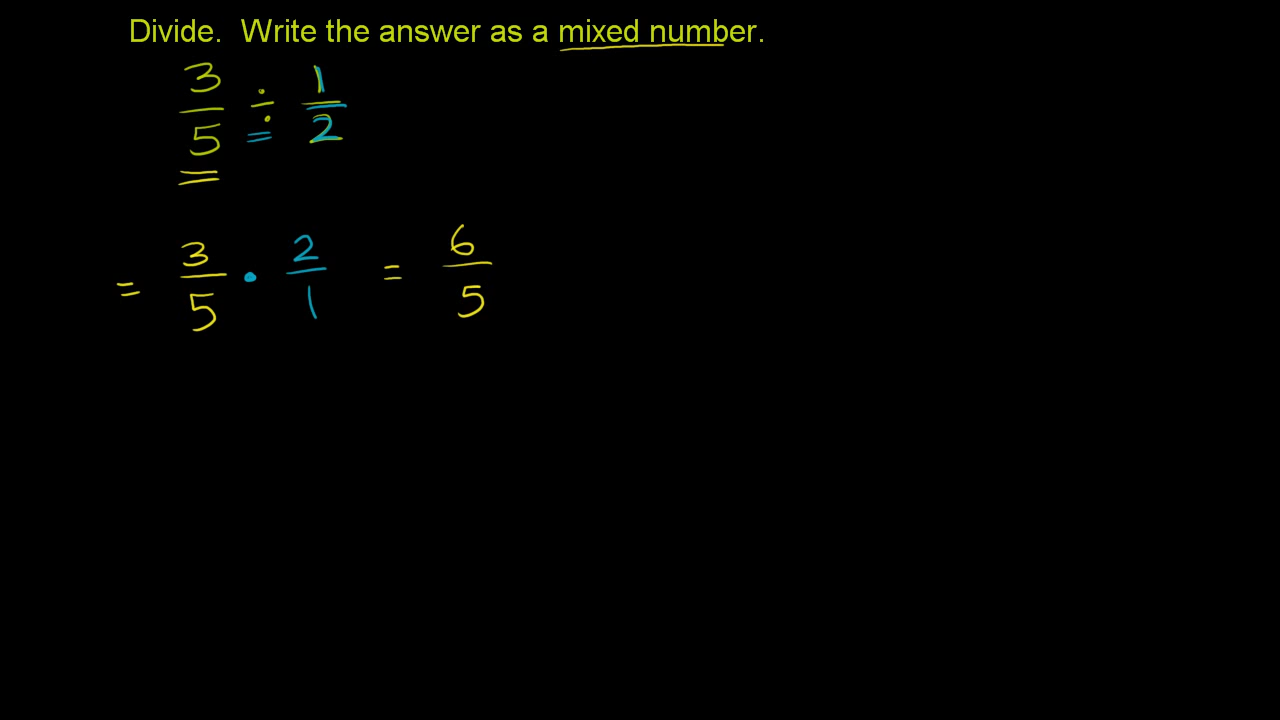 Divide. Write the answer as a mixed number.
3/5 ÷ 1/2
= 3/5 · 2/1 = 6/5